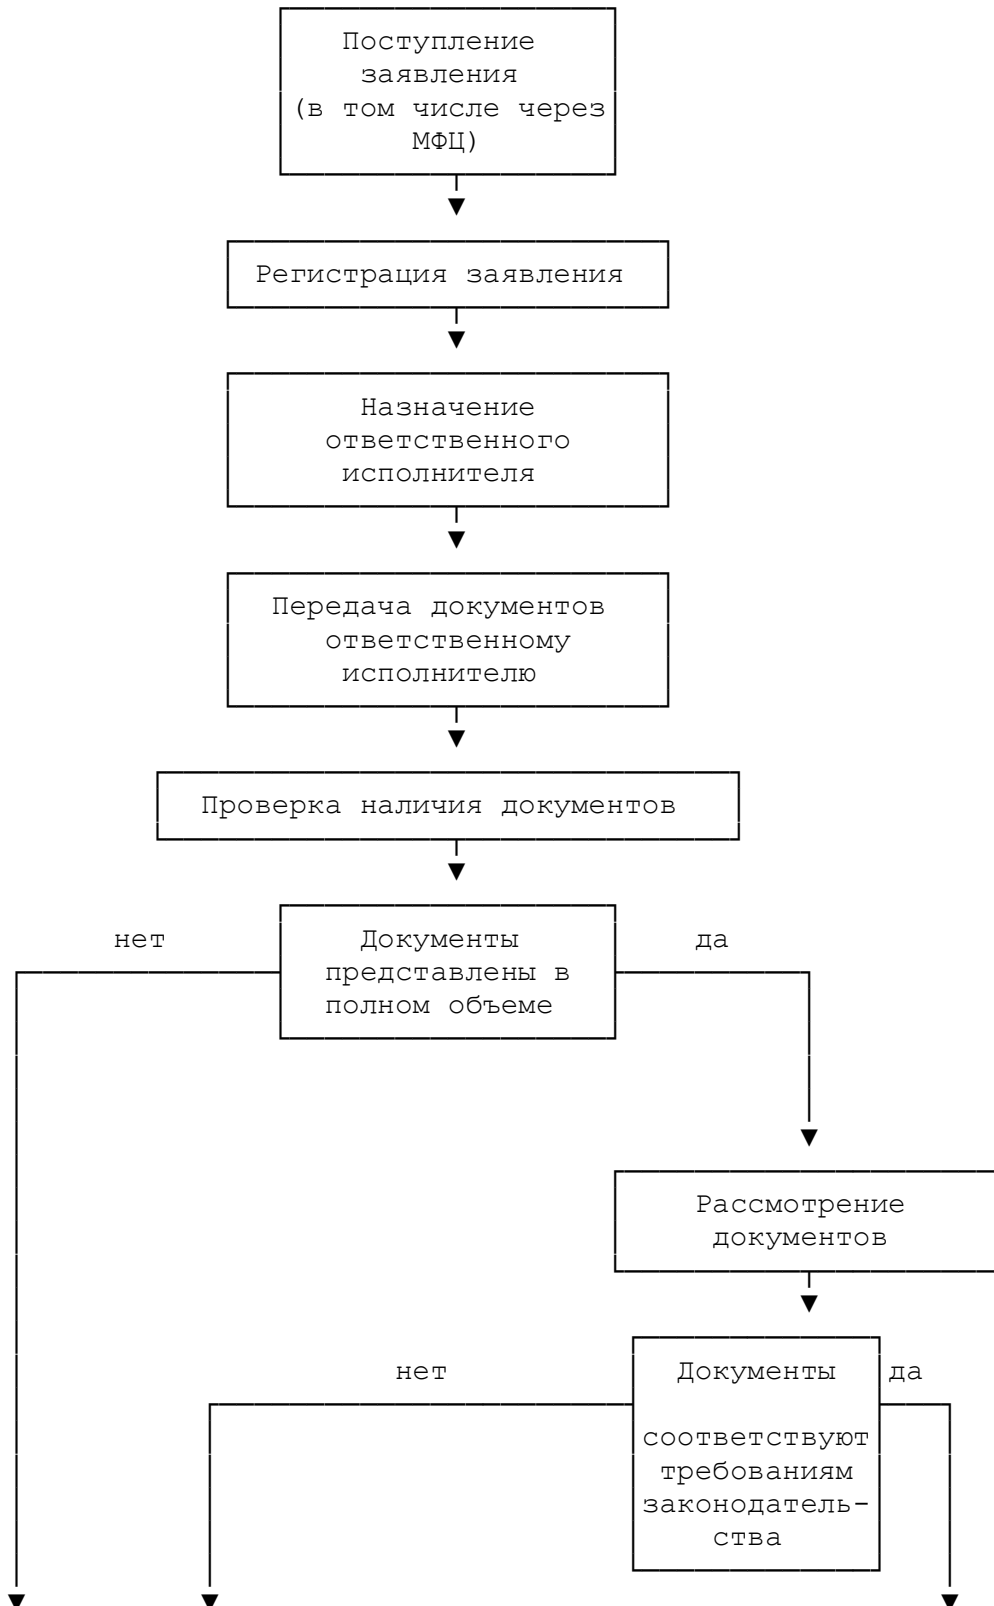 Поступление
заявления
(в том числе через
МФЦ)
Регистрация заявления
Назначение
ответственного
исполнителя
Передача документов
ответственному
исполнителю
Проверка наличия документов
нет
Документы
да
представлены в
полном объеме
Рассмотрение
документов
нет
Документы
да
соответствуют
требованиям
законодатель-
ства